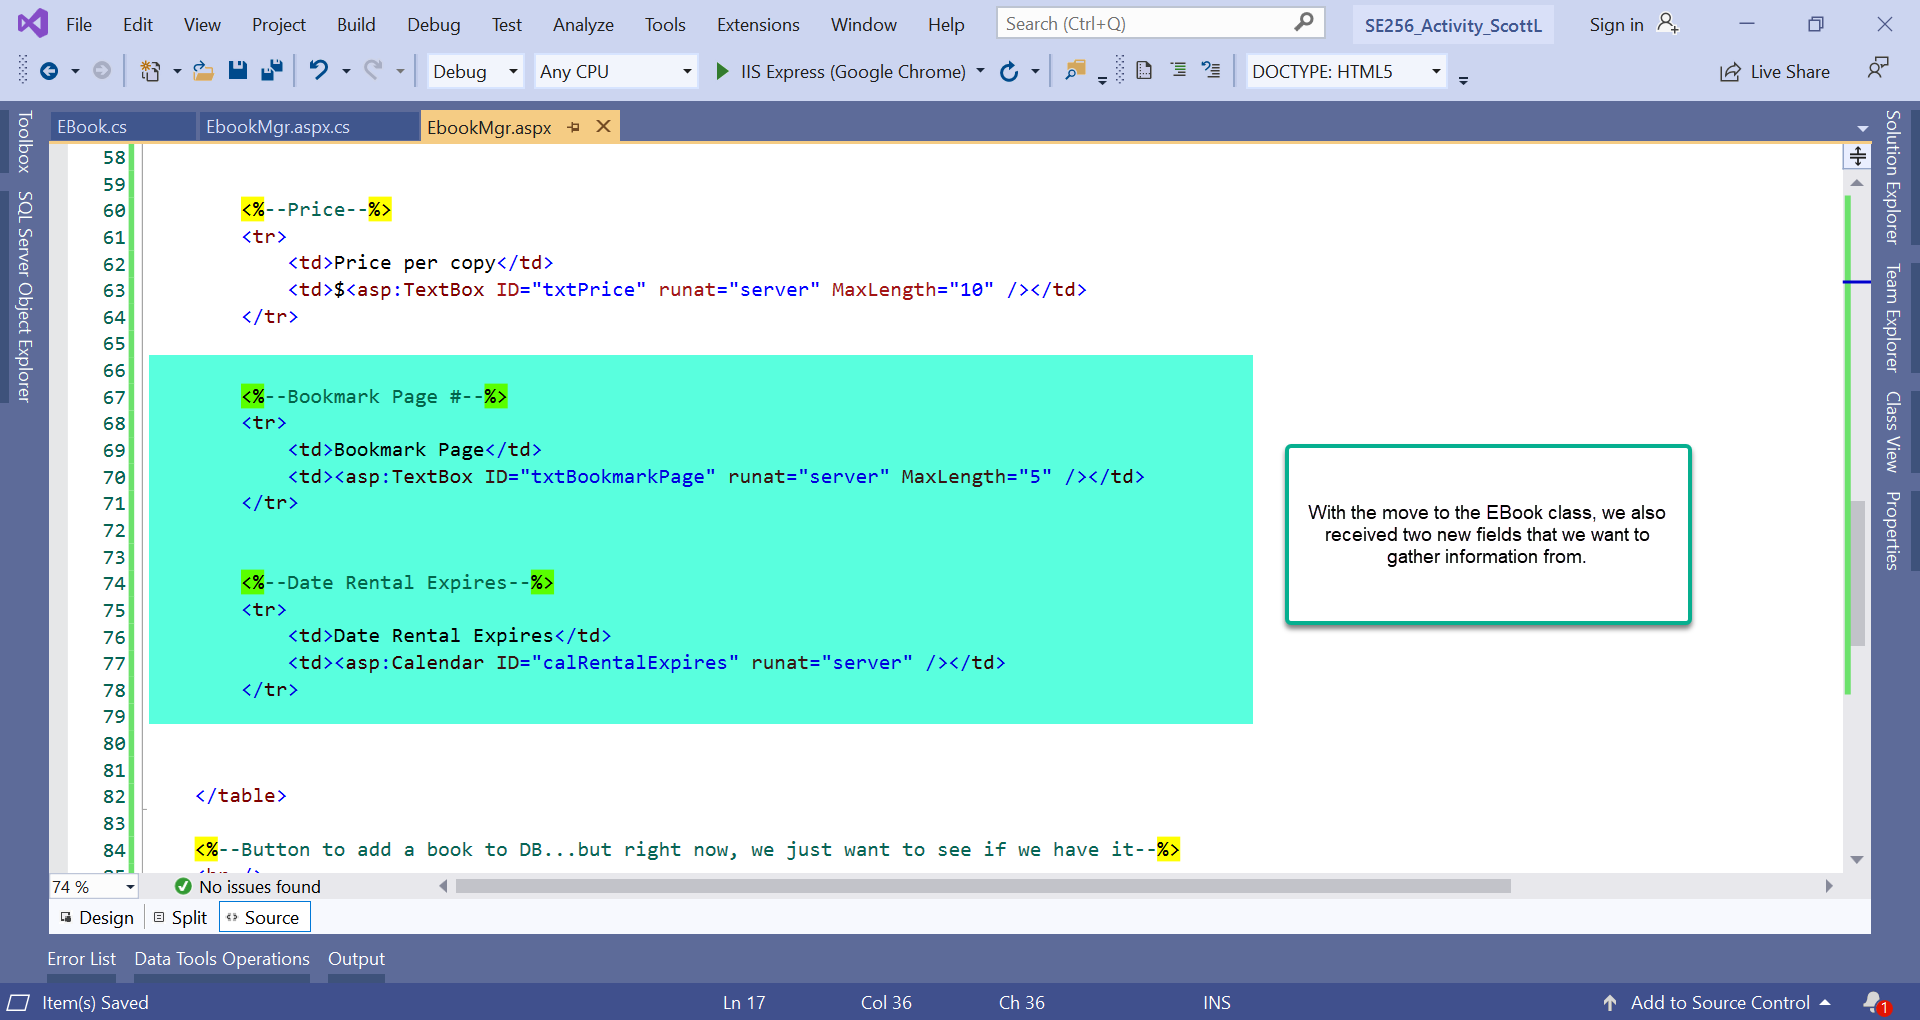 File Edit View Project Build Debug Test Analyze Tools Extensions Window Help Search (Ctrl+Q) SE256_Activity_ScottL Sign in
Debug Any CPU IIS Express (Google Chrome) DOCTYPE: HTML5 Live Share
Toolbox
SQL Server Object Explorer
EBook.cs EbookMgr.aspx.cs EbookMgr.aspx
58
59
60 <%--Price--%>
61 <tr>
62 <td>Price per copy</td>
63 <td>$<asp:TextBox ID="txtPrice" runat="server" MaxLength="10" /></td>
64 </tr>
65
66
67 <%--Bookmark Page #--%>
68 <tr>
69 <td>Bookmark Page</td>
70 <td><asp:TextBox ID="txtBookmarkPage" runat="server" MaxLength="5" /></td>
71 </tr>
72
73
74 <%--Date Rental Expires--%>
75 <tr>
76 <td>Date Rental Expires</td>
77 <td><asp:Calendar ID="calRentalExpires" runat="server" /></td>
78 </tr>
79
80
81
82 </table>
83
84 <%--Button to add a book to DB...but right now, we just want to see if we have it--%>
With the move to the EBook class, we also
received two new fields that we want to
gather information from.
Solution Explorer
Team Explorer
Class View
Properties
74 % No issues found
Design Split Source
Error List Data Tools Operations Output
Item(s) Saved Ln 17 Col 36 Ch 36 INS Add to Source Control 1